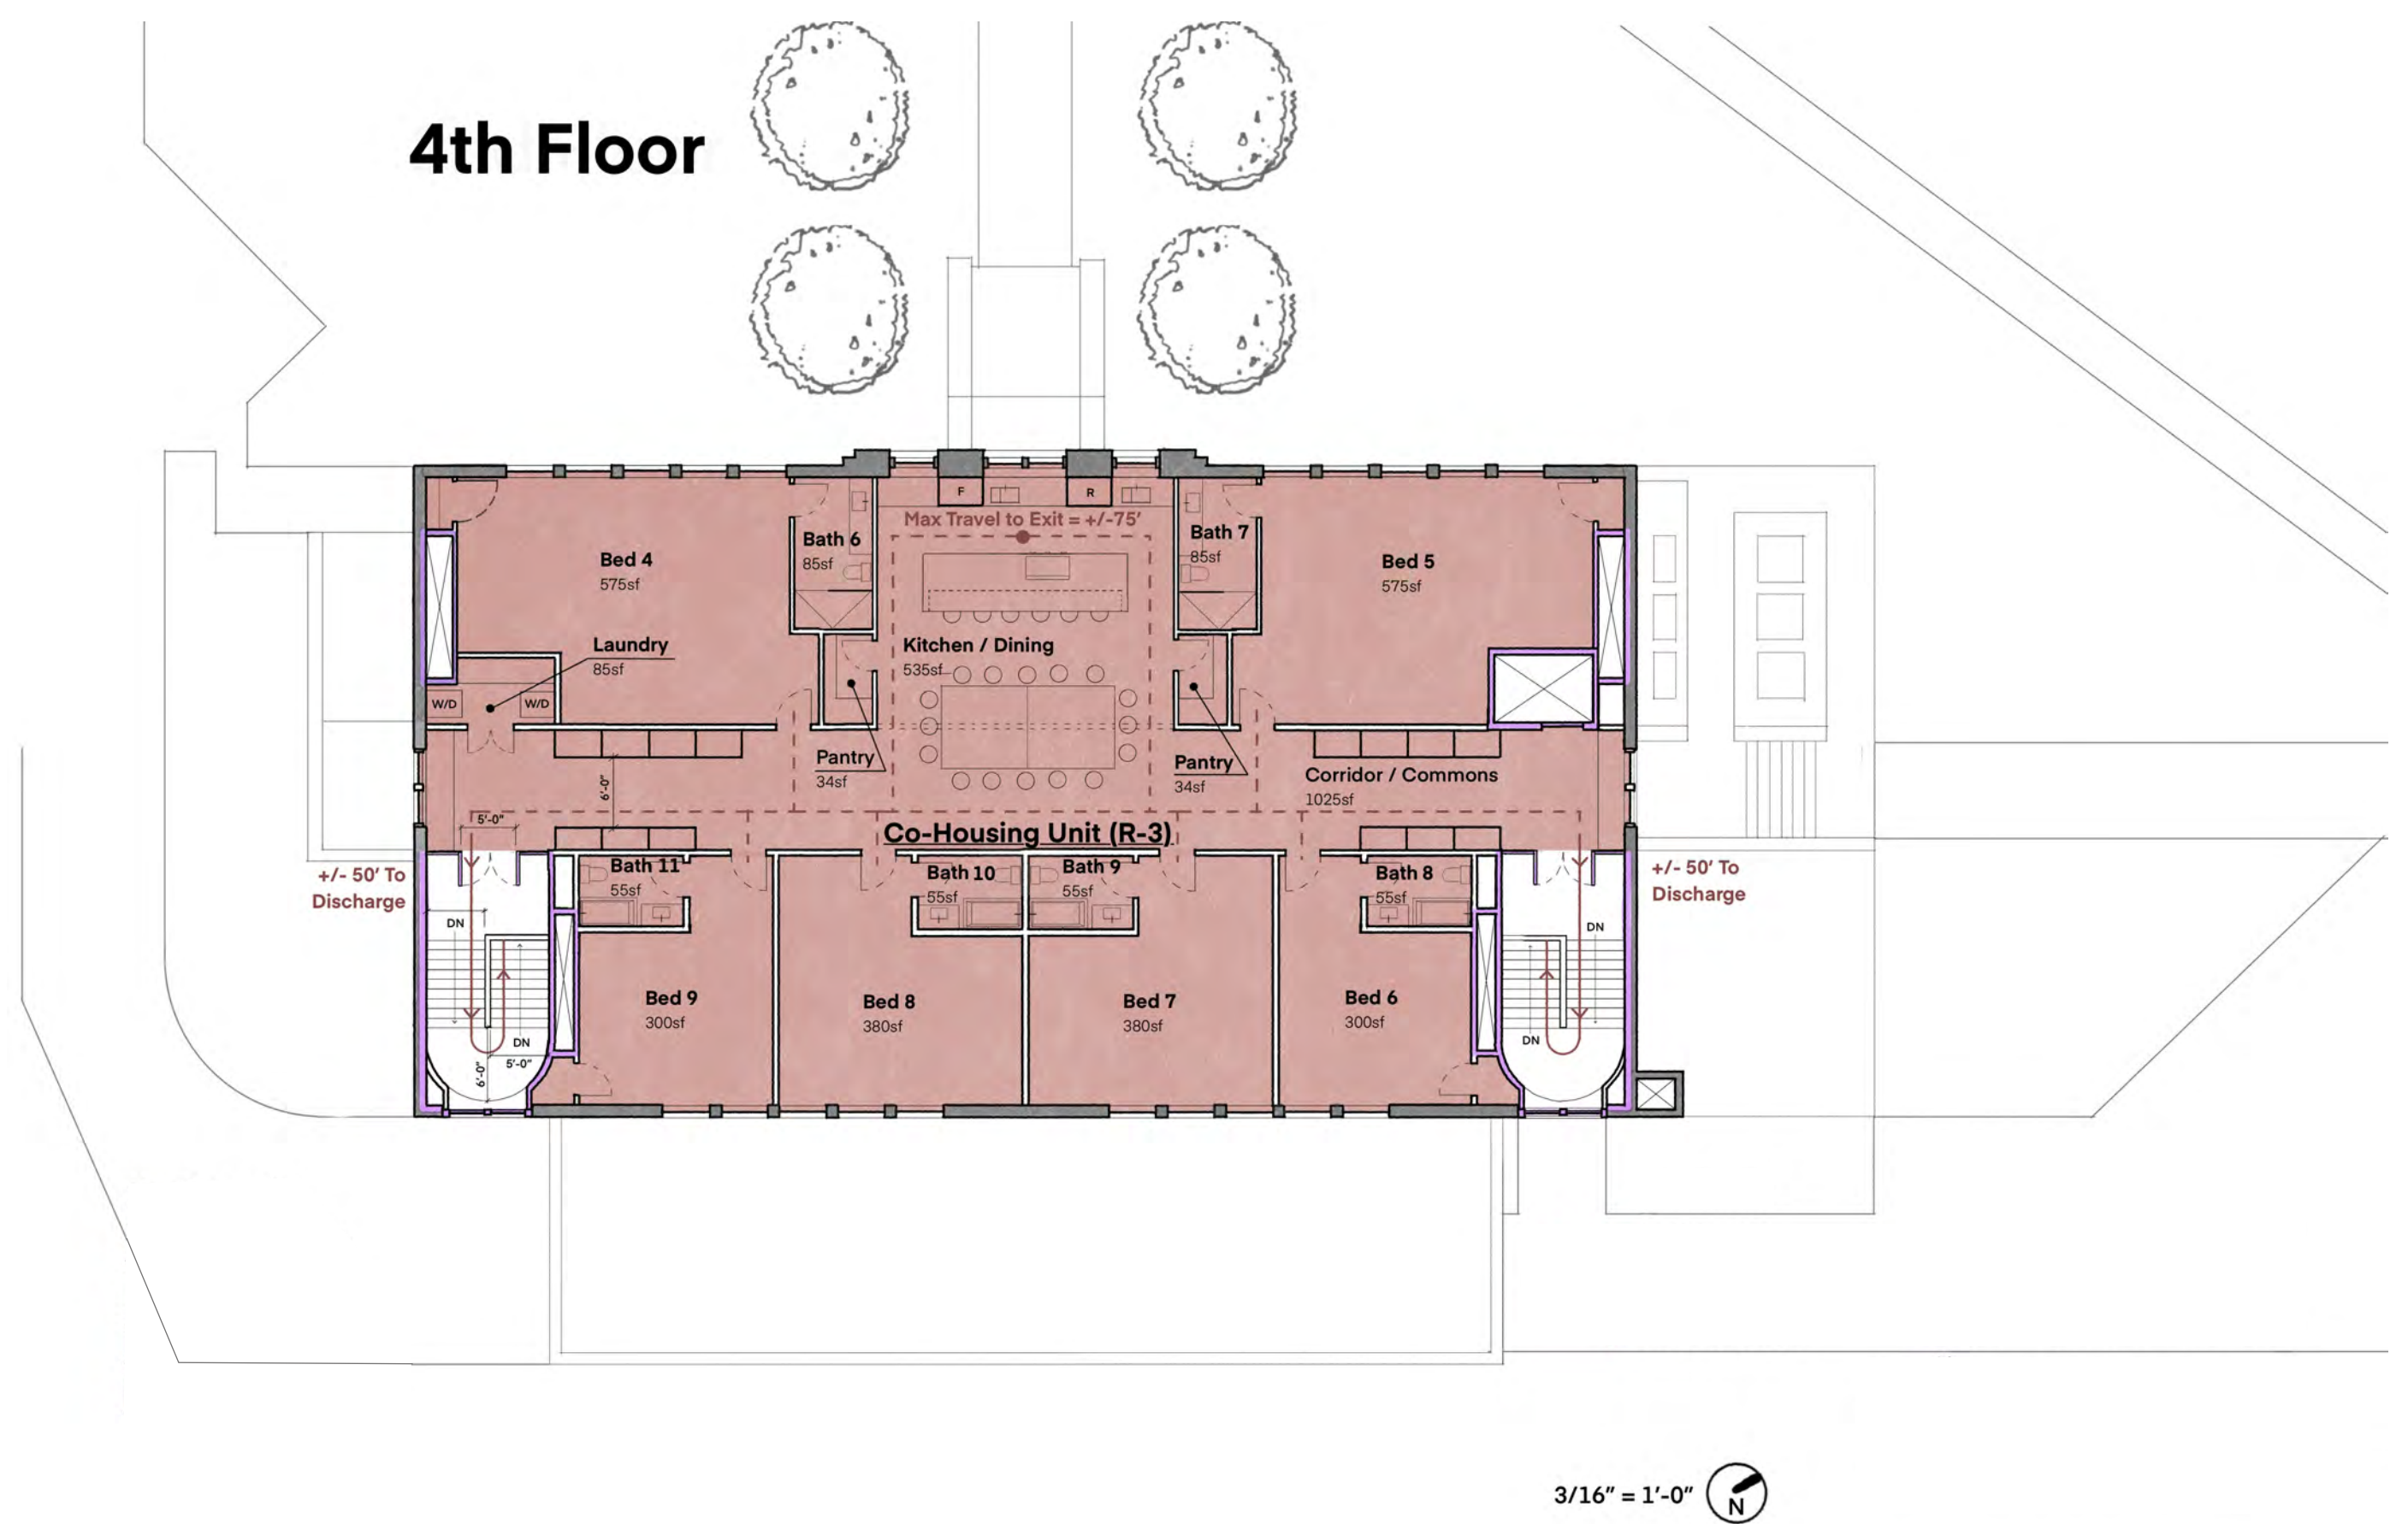 4th Floor
F
R
Max Travel to Exit = +/-75'
Bath 6
85sf
Bath 7
85sf
Bed 4
575sf
Bed 5
575sf
Laundry
85sf
Kitchen / Dining
535sf
W/D
W/D
Pantry
34sf
Pantry
34sf
Corridor / Commons
1025sf
6'-0"
5'-0"
Co-Housing Unit (R-3)
+/- 50' To
Discharge
Bath 11
55sf
Bath 10
55sf
Bath 9
55sf
Bath 8
55sf
+/- 50' To
Discharge
DN
DN
Bed 9
300sf
Bed 8
380sf
Bed 7
380sf
Bed 6
300sf
DN
5'-0"
6'-0"
DN
3/16" = 1'-0"
N